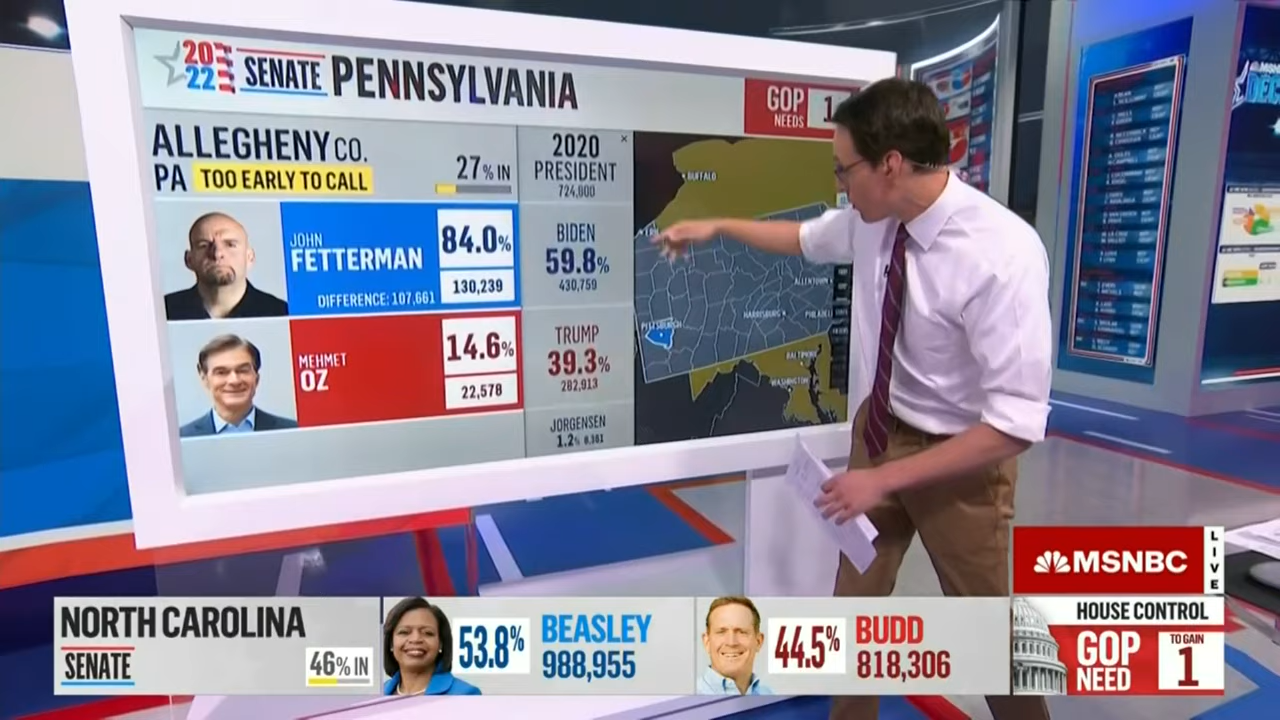 2022
SENATE PENNSYLVANIA
GOP
NEEDS
1
ALLEGHENY CO.
PA TOO EARLY TO CALL
27% IN
JOHN
FETTERMAN
84.0%
130,239
DIFFERENCE: 107,661
MEHMET
OZ
14.6%
22,578
2020
PRESIDENT
BIDEN
59.8%
430,759
TRUMP
39.3%
282,913
JORGENSEN
1.2%
BUFFALO
ALLENTOWN
HARRISBURG
PITTSBURGH
BALTIMORE
WASHINGTON
MSNBC
LIVE
NORTH CAROLINA
SENATE
46% IN
53.8%
BEASLEY
988,955
44.5%
BUDD
818,306
HOUSE CONTROL
GOP
NEED
TO GAIN
1